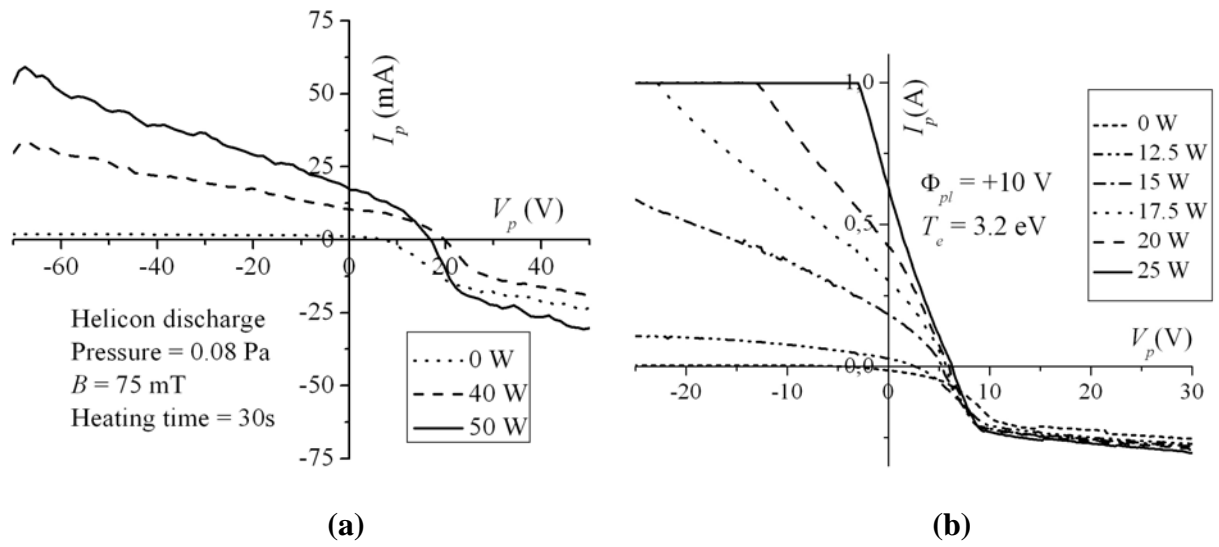 75
50
25
0
-25
-50
-75
I_p (mA)
V_p (V)
-60 -40 -20 0 20 40
Helicon discharge
Pressure = 0.08 Pa
B = 75 mT
Heating time = 30s
0 W
40 W
50 W
(a)
1,0
0,5
0,0
I_p (A)
V_p (V)
-20 -10 0 10 20 30
Φ_pl = +10 V
T_e = 3.2 eV
0 W
12.5 W
15 W
17.5 W
20 W
25 W
(b)